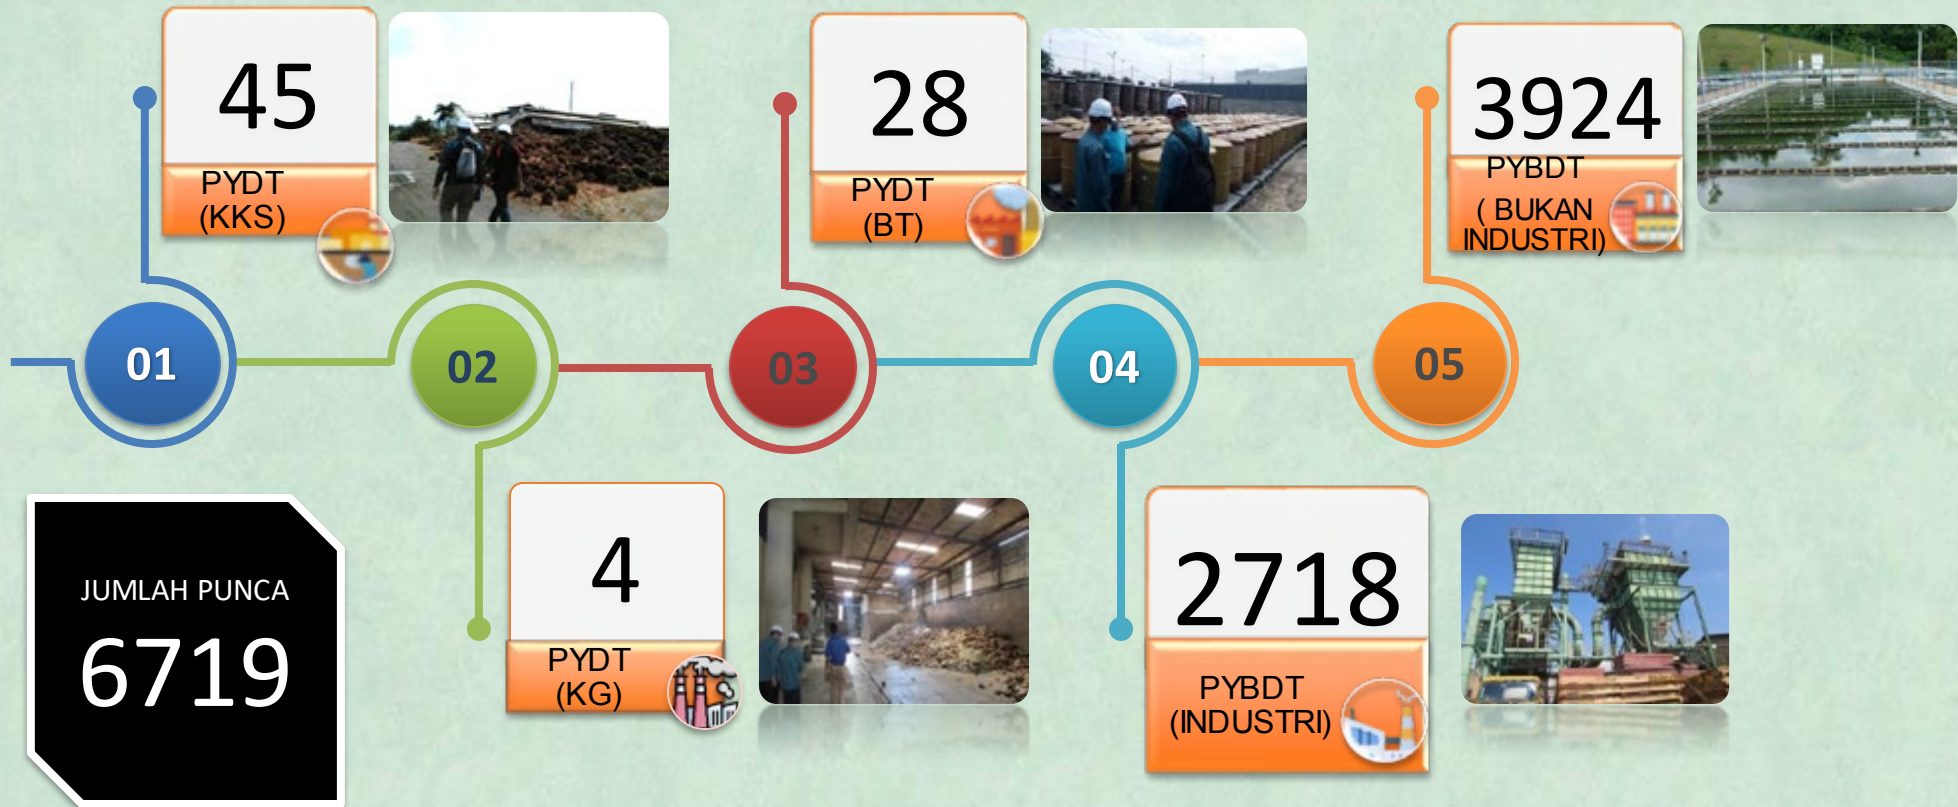 45
PYDT
(KKS)
28
PYDT
(BT)
3924
PYBDT
( BUKAN
INDUSTRI)
01
02
03
04
05
JUMLAH PUNCA
6719
4
PYDT
(KG)
2718
PYBDT
(INDUSTRI)